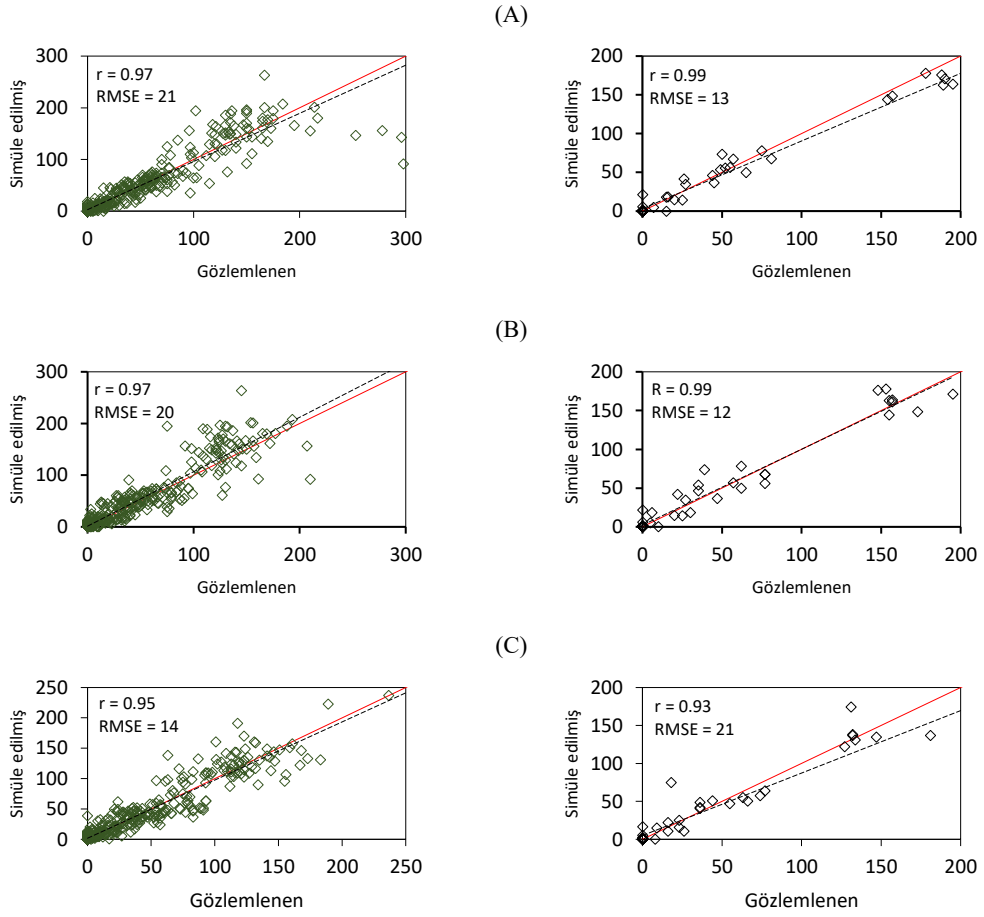 (A)
r = 0.97
RMSE = 21
Simüle edilmiş
300
200
100
0
0 100 200 300
Gözlemlenen
r = 0.99
RMSE = 13
Simüle edilmiş
200
150
100
50
0
0 50 100 150 200
Gözlemlenen
(B)
r = 0.97
RMSE = 20
Simüle edilmiş
300
200
100
0
0 100 200 300
Gözlemlenen
R = 0.99
RMSE = 12
Simüle edilmiş
200
150
100
50
0
0 50 100 150 200
Gözlemlenen
(C)
r = 0.95
RMSE = 14
Simüle edilmiş
250
200
150
100
50
0
0 50 100 150 200 250
Gözlemlenen
r = 0.93
RMSE = 21
Simüle edilmiş
200
150
100
50
0
0 50 100 150 200
Gözlemlenen